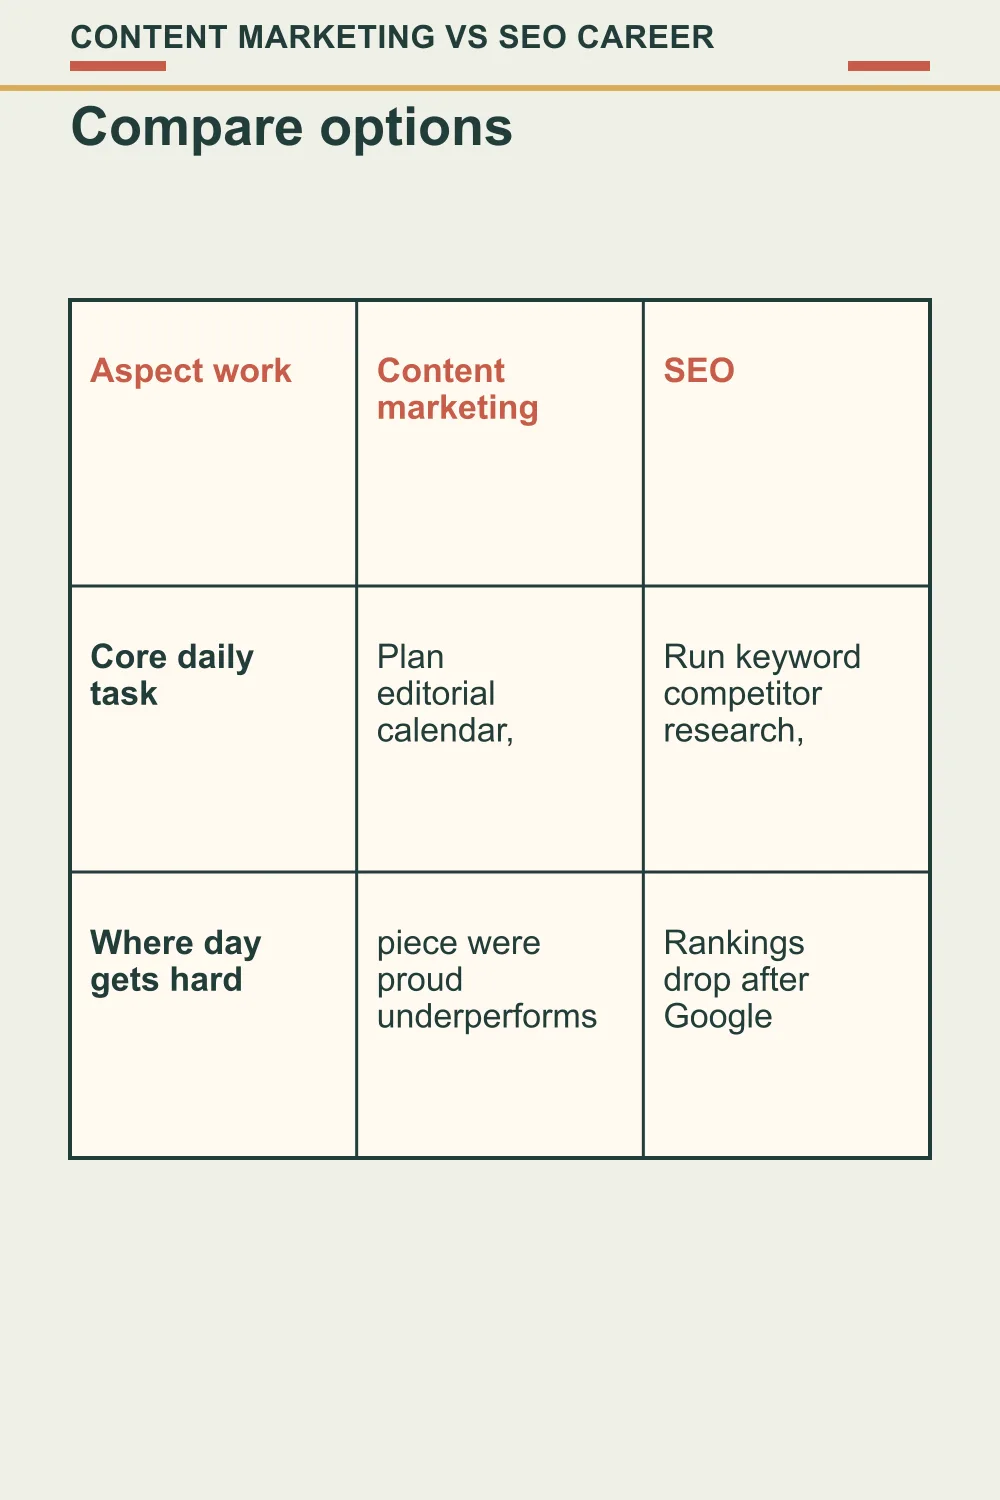 CONTENT MARKETING VS SEO CAREER
Compare options
Aspect work
Content
marketing
SEO
Core daily
task
Plan
editorial
calendar,
Run keyword
competitor
research,
Where day
gets hard
piece were
proud
underperforms
Rankings
drop after
Google